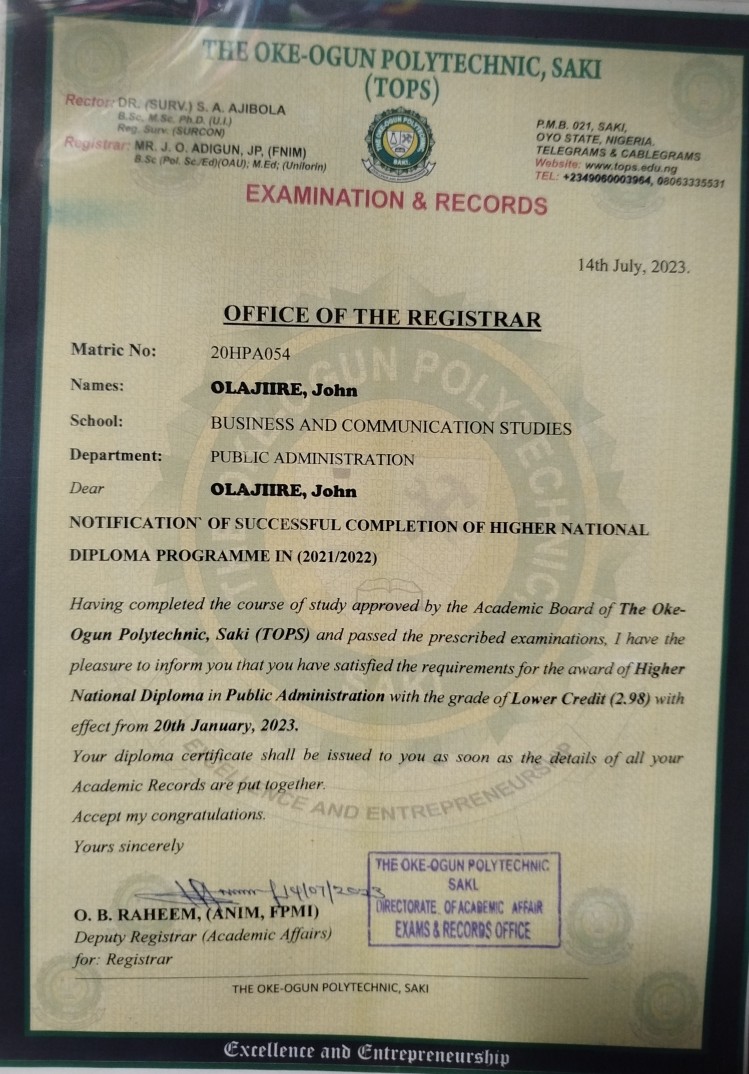 THE OKE-OGUN POLYTECHNIC, SAKI
(TOPS)
Rector: DR. (SURV.) S. A. AJIBOLA
B.Sc, M.Sc. Ph.D. (U.I.)
Reg. Surv. (SURCON)
Registrar: MR. J. O. ADIGUN, JP, (FNIM)
B.Sc (Pol. Sc./Ed)(OAU); M.Ed; (Unilorin)
P.M.B. 021, SAKI,
OYO STATE, NIGERIA.
TELEGRAMS & CABLEGRAMS
Website: www.tops.edu.ng
TEL: +2349060003964, 08063335531
EXAMINATION & RECORDS
14th July, 2023.
OFFICE OF THE REGISTRAR
Matric No: 20HPA054
Names: OLAJIIRE, John
School: BUSINESS AND COMMUNICATION STUDIES
Department: PUBLIC ADMINISTRATION
Dear OLAJIIRE, John
NOTIFICATION OF SUCCESSFUL COMPLETION OF HIGHER NATIONAL
DIPLOMA PROGRAMME IN (2021/2022)
Having completed the course of study approved by the Academic Board of The Oke-
Ogun Polytechnic, Saki (TOPS) and passed the prescribed examinations, I have the
pleasure to inform you that you have satisfied the requirements for the award of Higher
National Diploma in Public Administration with the grade of Lower Credit (2.98) with
effect from 20th January, 2023.
Your diploma certificate shall be issued to you as soon as the details of all your
Academic Records are put together.
EXCELLENCE AND ENTREPRENEURSHIP
Accept my congratulations.
Yours sincerely
14/07/2023
O. B. RAHEEM, (ANIM, FPMI)
Deputy Registrar (Academic Affairs)
for: Registrar
THE OKE-OGUN POLYTECHNIC
SAKI.
DIRECTORATE OF ACADEMIC AFFAIR
EXAMS & RECORDS OFFICE
THE OKE-OGUN POLYTECHNIC, SAKI
Excellence and Entrepreneurship